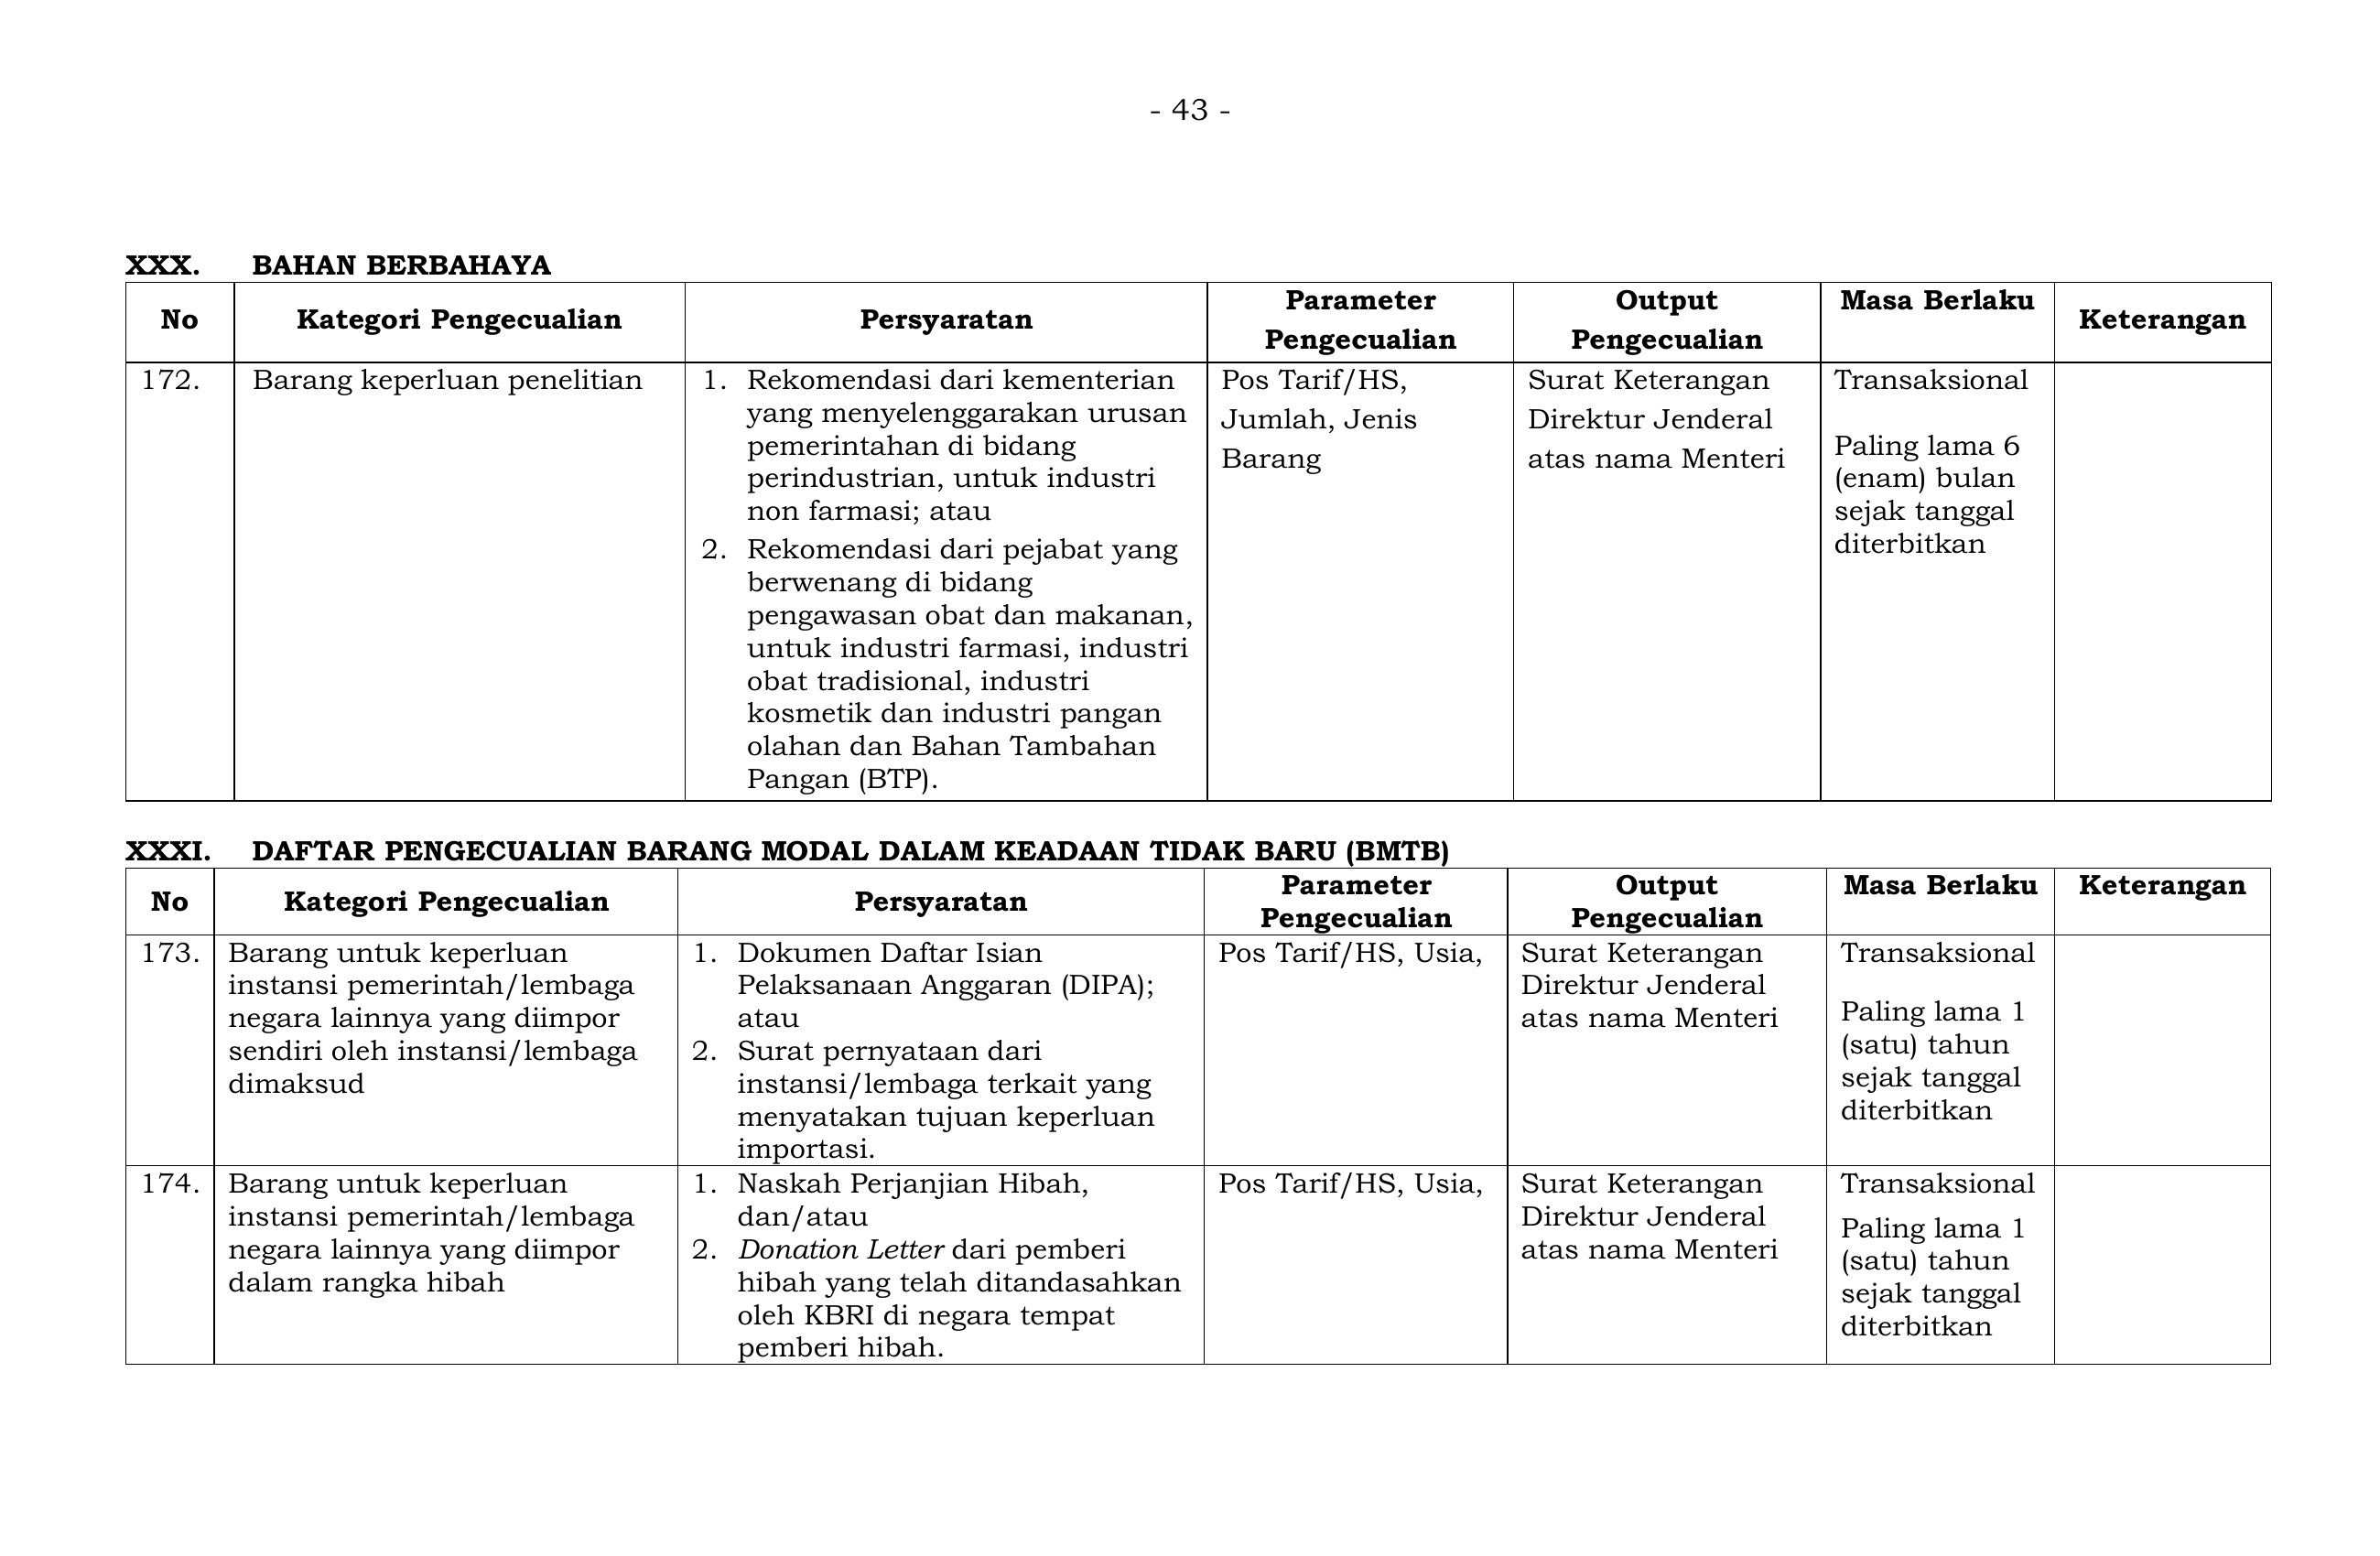 - 43 -
XXX. BAHAN BERBAHAYA
No
Kategori Pengecualian
Persyaratan
Parameter
Pengecualian
Output
Pengecualian
Masa Berlaku
Keterangan
172.
Barang keperluan penelitian
1. Rekomendasi dari kementerian
yang menyelenggarakan urusan
pemerintahan di bidang
perindustrian, untuk industri
non farmasi; atau
2. Rekomendasi dari pejabat yang
berwenang di bidang
pengawasan obat dan makanan,
untuk industri farmasi, industri
obat tradisional, industri
kosmetik dan industri pangan
olahan dan Bahan Tambahan
Pangan (BTP).
Pos Tarif/HS,
Jumlah, Jenis
Barang
Surat Keterangan
Direktur Jenderal
atas nama Menteri
Transaksional
Paling lama 6
(enam) bulan
sejak tanggal
diterbitkan
XXXI. DAFTAR PENGECUALIAN BARANG MODAL DALAM KEADAAN TIDAK BARU (BMTB)
No
Kategori Pengecualian
Persyaratan
Parameter
Pengecualian
Output
Pengecualian
Masa Berlaku
Keterangan
173.
Barang untuk keperluan
instansi pemerintah/lembaga
negara lainnya yang diimpor
sendiri oleh instansi/lembaga
dimaksud
1. Dokumen Daftar Isian
Pelaksanaan Anggaran (DIPA);
atau
2. Surat pernyataan dari
instansi/lembaga terkait yang
menyatakan tujuan keperluan
importasi.
Pos Tarif/HS, Usia,
Surat Keterangan
Direktur Jenderal
atas nama Menteri
Transaksional
Paling lama 1
(satu) tahun
sejak tanggal
diterbitkan
174.
Barang untuk keperluan
instansi pemerintah/lembaga
negara lainnya yang diimpor
dalam rangka hibah
1. Naskah Perjanjian Hibah,
dan/atau
2. Donation Letter dari pemberi
hibah yang telah ditandasahkan
oleh KBRI di negara tempat
pemberi hibah.
Pos Tarif/HS, Usia,
Surat Keterangan
Direktur Jenderal
atas nama Menteri
Transaksional
Paling lama 1
(satu) tahun
sejak tanggal
diterbitkan